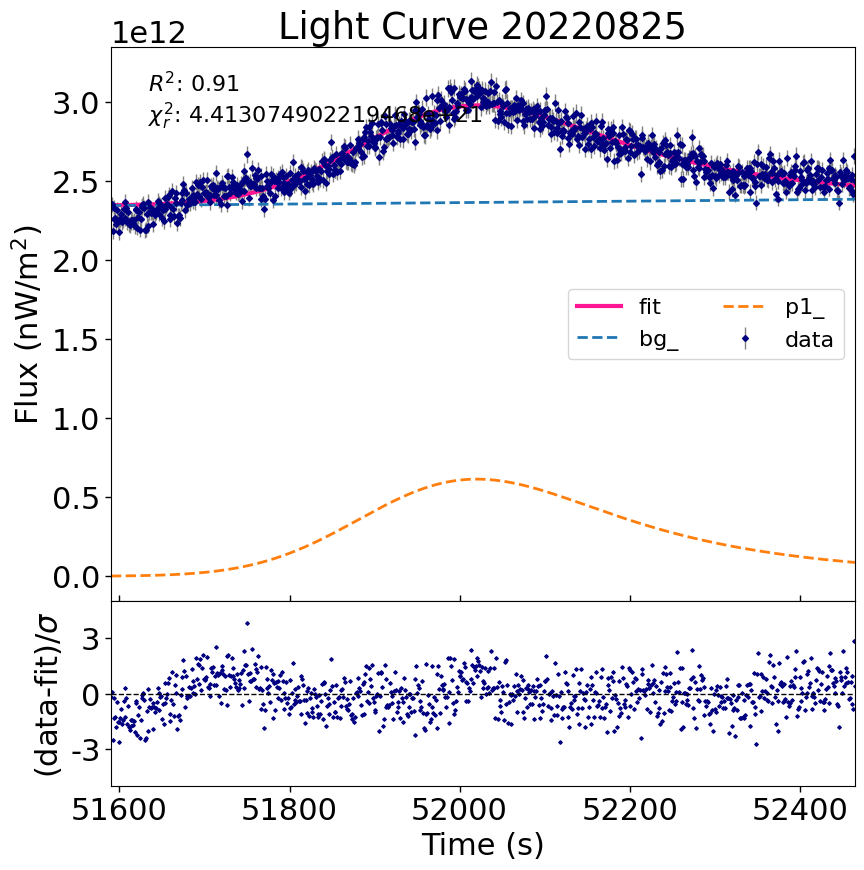 Light Curve 20220825
1e12
R²: 0.91
χ²ᵣ: 4.413074902219468e+21
3.0
2.5
2.0
1.5
1.0
0.5
0.0
Flux (nW/m²)
fit
bg_
p1_
data
3
0
-3
(data-fit)/σ
51600 51800 52000 52200 52400
Time (s)